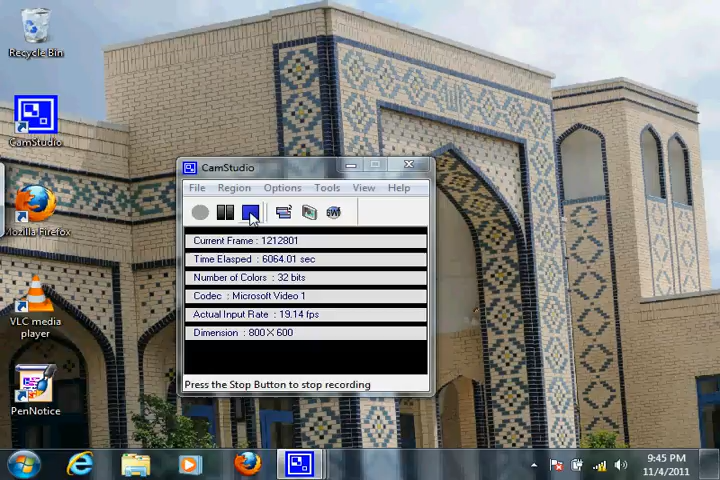 Recycle Bin
CamStudio
Mozilla Firefox
VLC media
player
PenNotice
CamStudio
File Region Options Tools View Help
SWF
Current Frame : 1212801
Time Elasped : 6064.01 sec
Number of Colors : 32 bits
Codec : Microsoft Video 1
Actual Input Rate : 19.14 fps
Dimension : 800 X 600
Press the Stop Button to stop recording
9:45 PM
11/4/2011